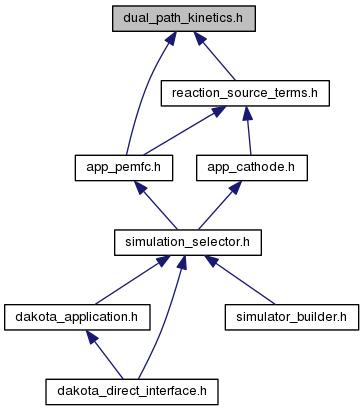 dual_path_kinetics.h
reaction_source_terms.h
app_pemfc.h
app_cathode.h
simulation_selector.h
dakota_application.h
simulator_builder.h
dakota_direct_interface.h